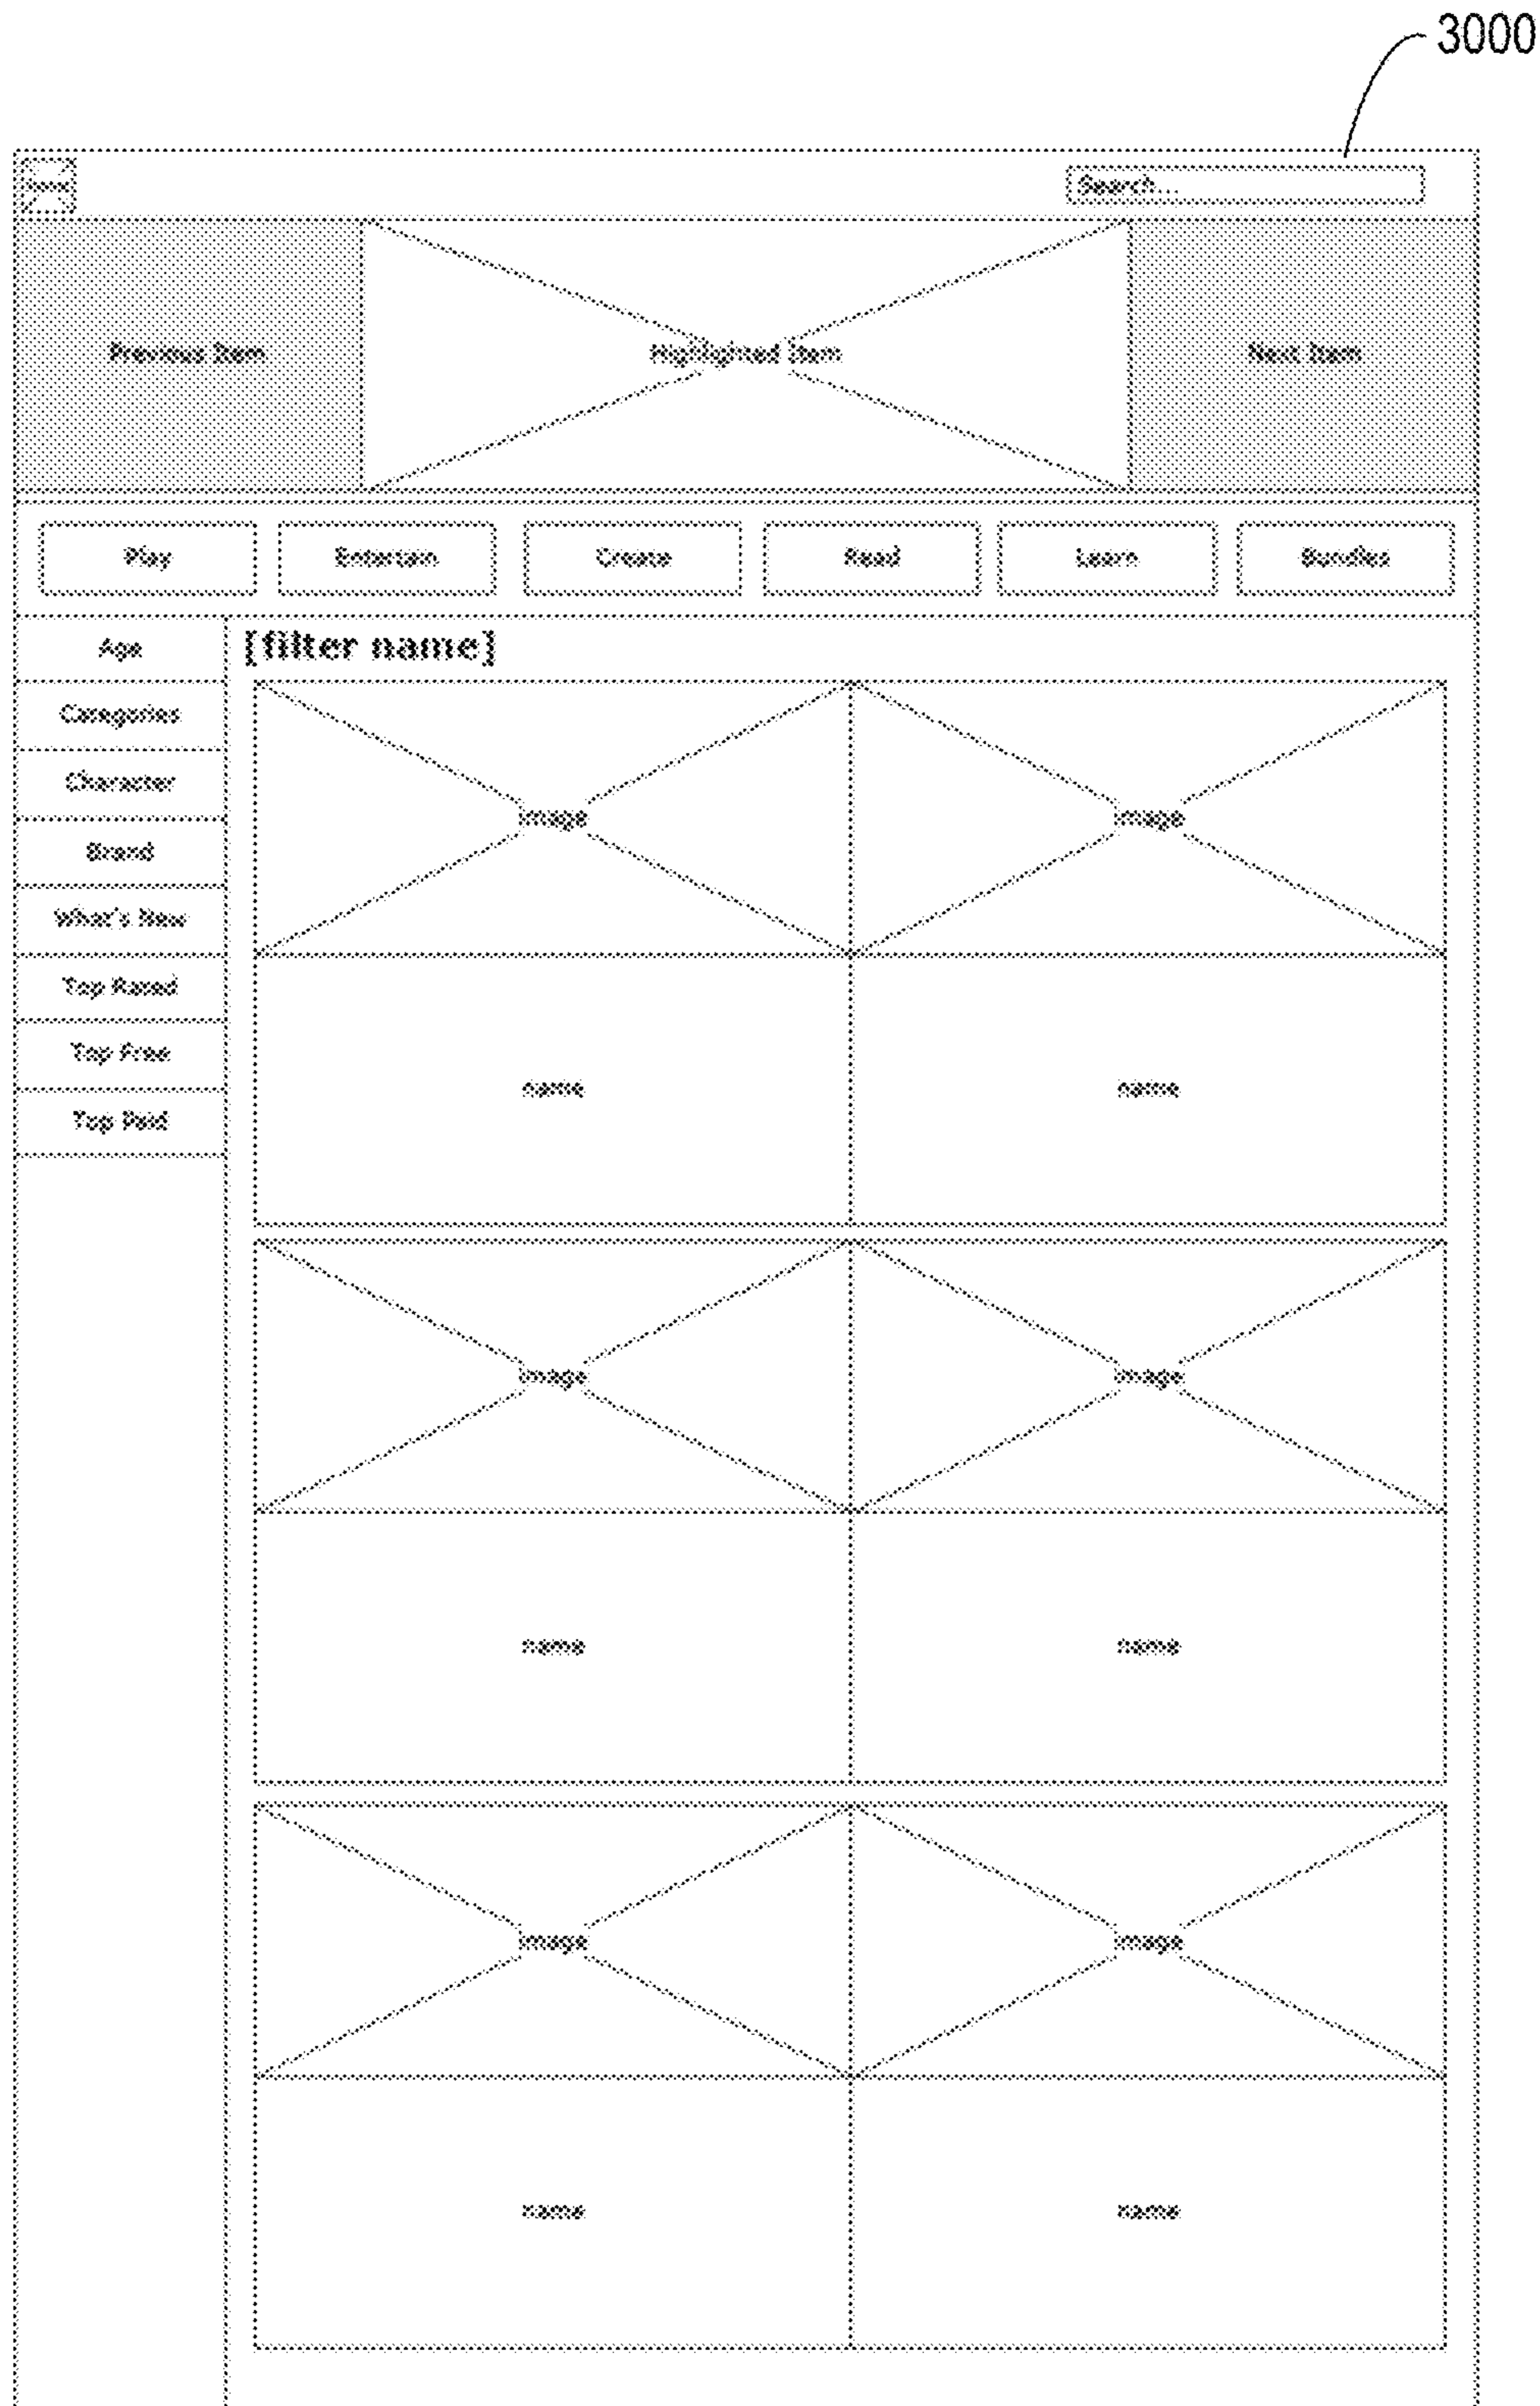 3000
Search...
Previous Item
Highlighted Item
Next Item
Play
Entertain
Create
Read
Learn
Bundles
Age
[filter name]
Categories
Character
Brand
What's New
Top Rated
Top Free
Top Paid
image
image
name
name
image
image
name
name
image
image
name
name